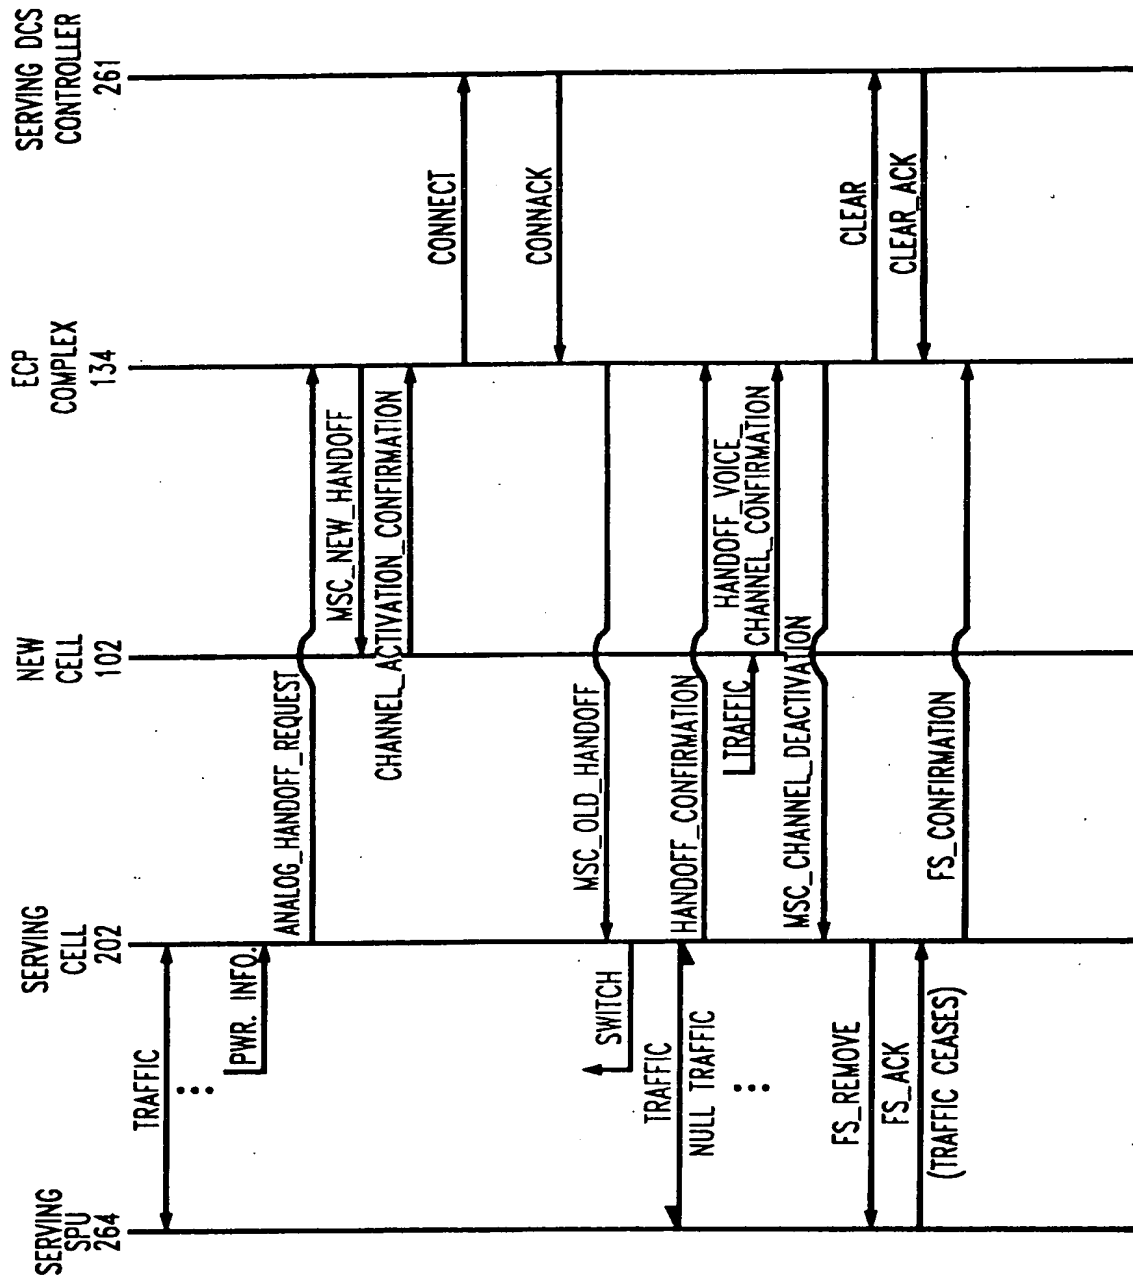 SERVING
SPU
264
SERVING
CELL
202
NEW
CELL
102
ECP
COMPLEX
134
SERVING DCS
CONTROLLER
261
TRAFFIC
PWR. INFO.
ANALOG_HANDOFF_REQUEST
MSC_NEW_HANDOFF
CHANNEL_ACTIVATION_CONFIRMATION
CONNECT
CONNACK
MSC_OLD_HANDOFF
SWITCH
TRAFFIC
NULL TRAFFIC
HANDOFF_CONFIRMATION
TRAFFIC
HANDOFF_VOICE_
CHANNEL_CONFIRMATION
MSC_CHANNEL_DEACTIVATION
FS_REMOVE
CLEAR
FS_ACK
(TRAFFIC CEASES)
CLEAR_ACK
FS_CONFIRMATION